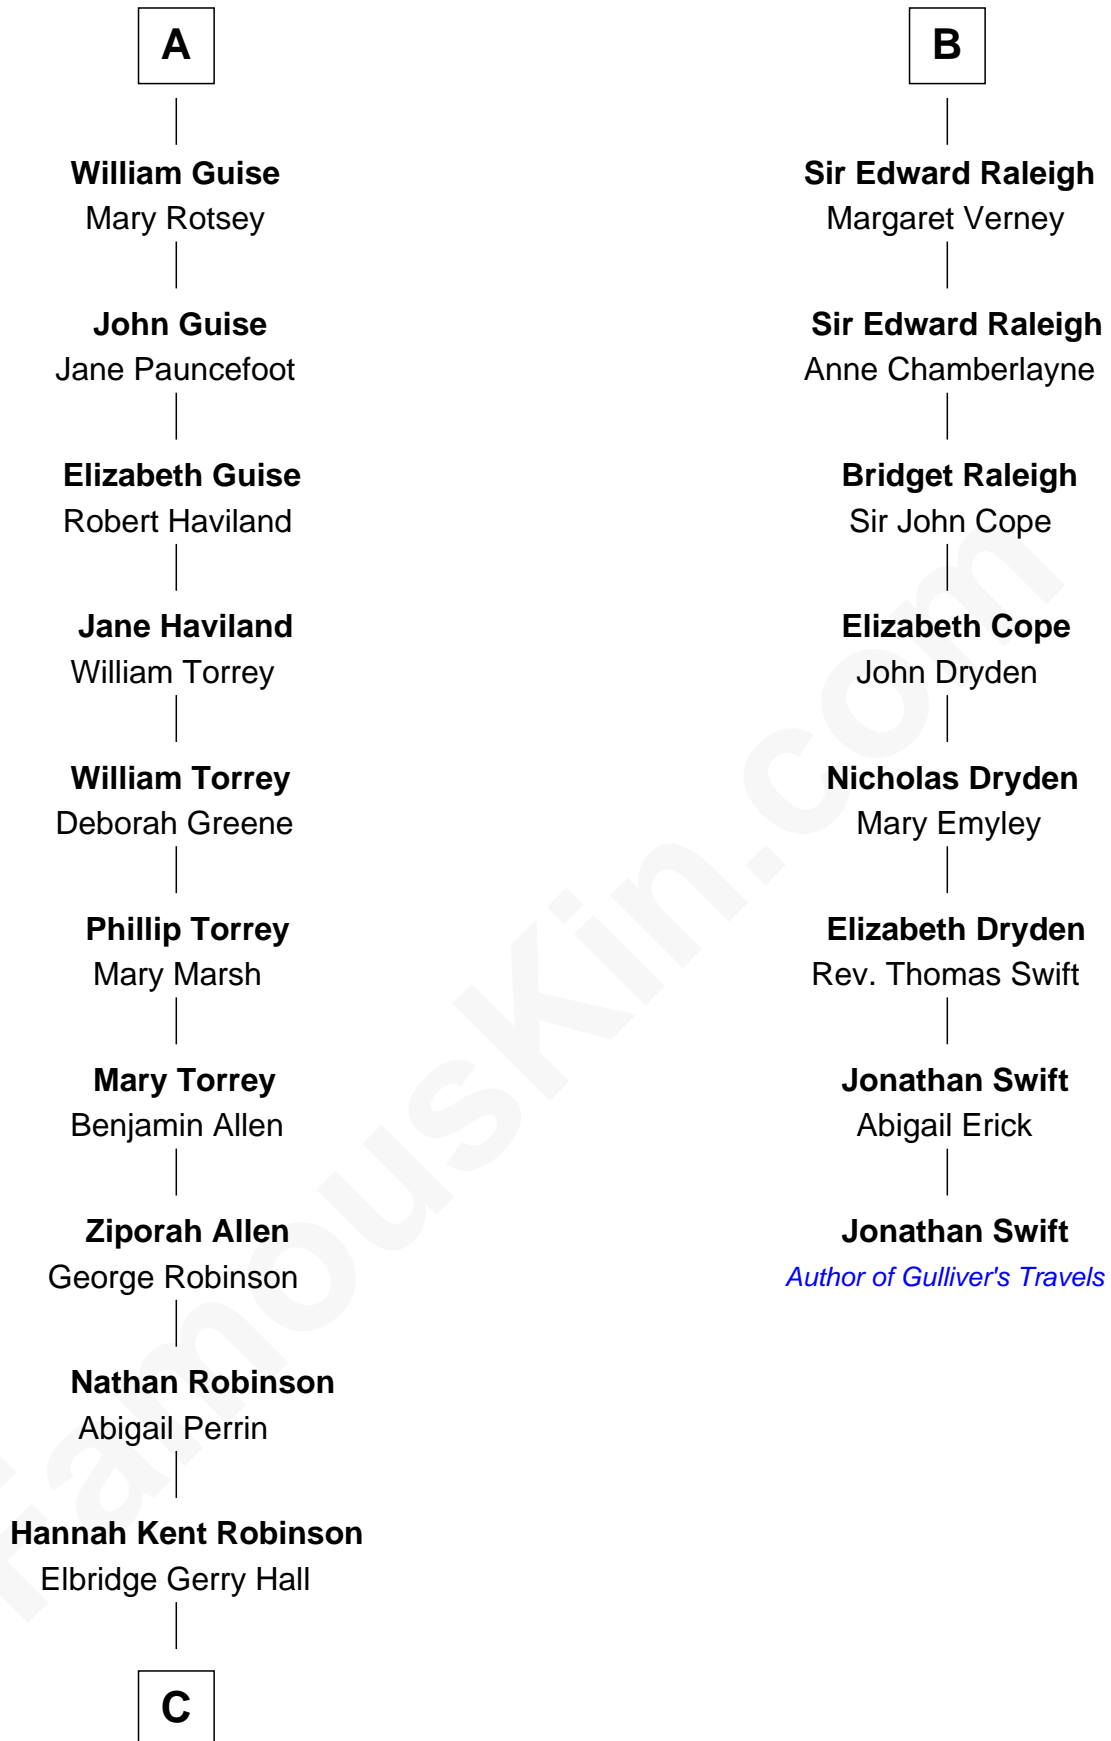 A
William Guise
Mary Rotsey
John Guise
Jane Pauncefoot
Elizabeth Guise
Robert Haviland
Jane Haviland
William Torrey
William Torrey
Deborah Greene
Phillip Torrey
Mary Marsh
Mary Torrey
Benjamin Allen
Ziporah Allen
George Robinson
Nathan Robinson
Abigail Perrin
Hannah Kent Robinson
Elbridge Gerry Hall
C
B
Sir Edward Raleigh
Margaret Verney
Sir Edward Raleigh
Anne Chamberlayne
Bridget Raleigh
Sir John Cope
Elizabeth Cope
John Dryden
Nicholas Dryden
Mary Emyley
Elizabeth Dryden
Rev. Thomas Swift
Jonathan Swift
Abigail Erick
Jonathan Swift
Author of Gulliver's Travels
FamousKin.com